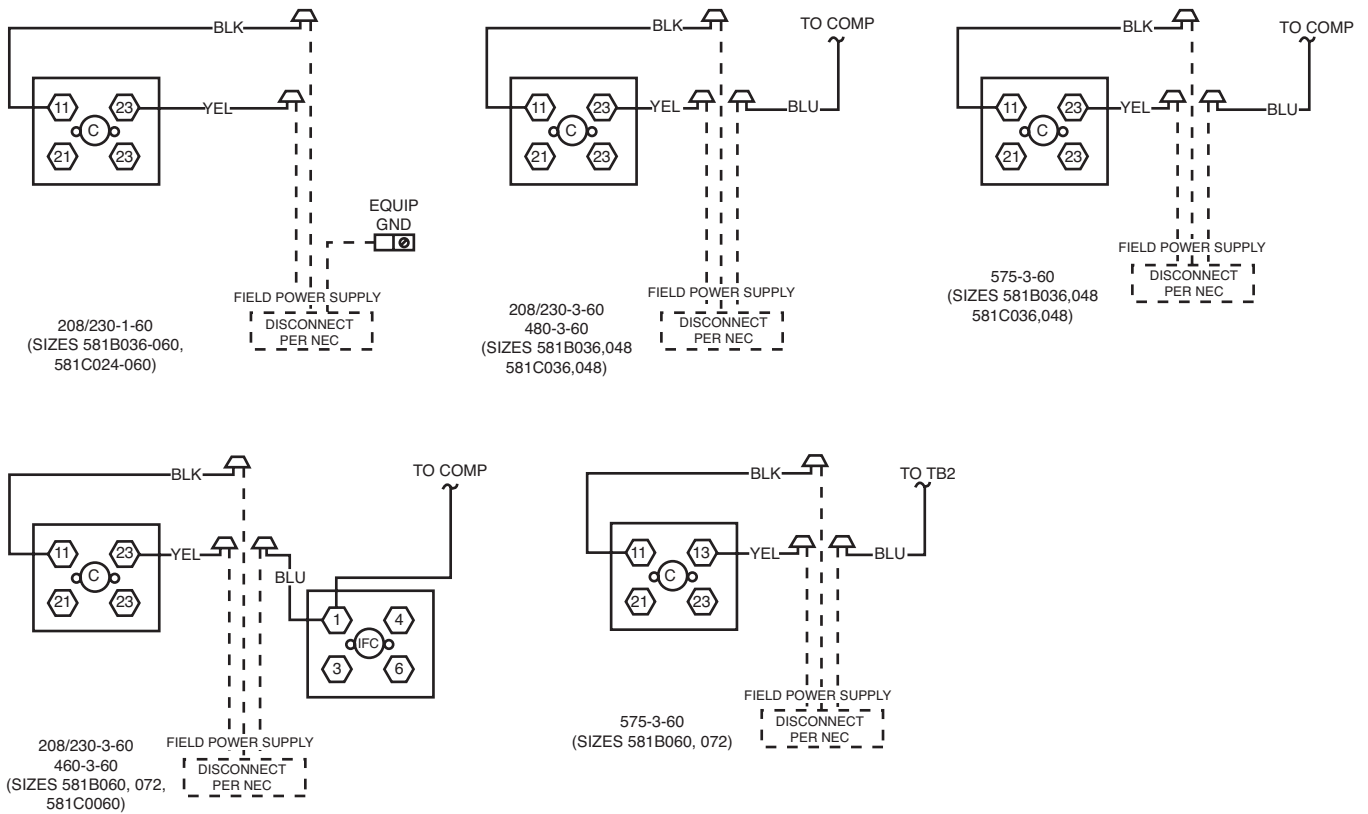 BLK
11
23
YEL
C
21
23
EQUIP
GND
FIELD POWER SUPPLY
DISCONNECT
PER NEC
208/230-1-60
(SIZES 581B036-060,
581C024-060)
BLK
TO COMP
11
23
YEL
BLU
C
21
23
FIELD POWER SUPPLY
DISCONNECT
PER NEC
208/230-3-60
480-3-60
(SIZES 581B036,048
581C036,048)
BLK
TO COMP
11
23
YEL
BLU
C
21
23
FIELD POWER SUPPLY
DISCONNECT
PER NEC
575-3-60
(SIZES 581B036,048
581C036,048)
BLK
TO COMP
11
23
YEL
C
BLU
21
23
1
4
IFC
3
6
FIELD POWER SUPPLY
DISCONNECT
PER NEC
208/230-3-60
460-3-60
(SIZES 581B060, 072,
581C0060)
BLK
TO TB2
11
13
YEL
BLU
C
21
23
FIELD POWER SUPPLY
DISCONNECT
PER NEC
575-3-60
(SIZES 581B060, 072)